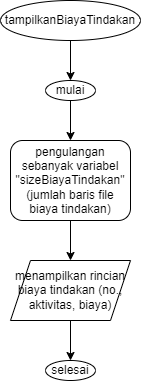 tampilkanBiayaTindakan
mulai
pengulangan
sebanyak variabel
"sizeBiayaTindakan"
(jumlah baris file
biaya tindakan)
menampilkan rincian
biaya tindakan (no.,
aktivitas, biaya)
selesai